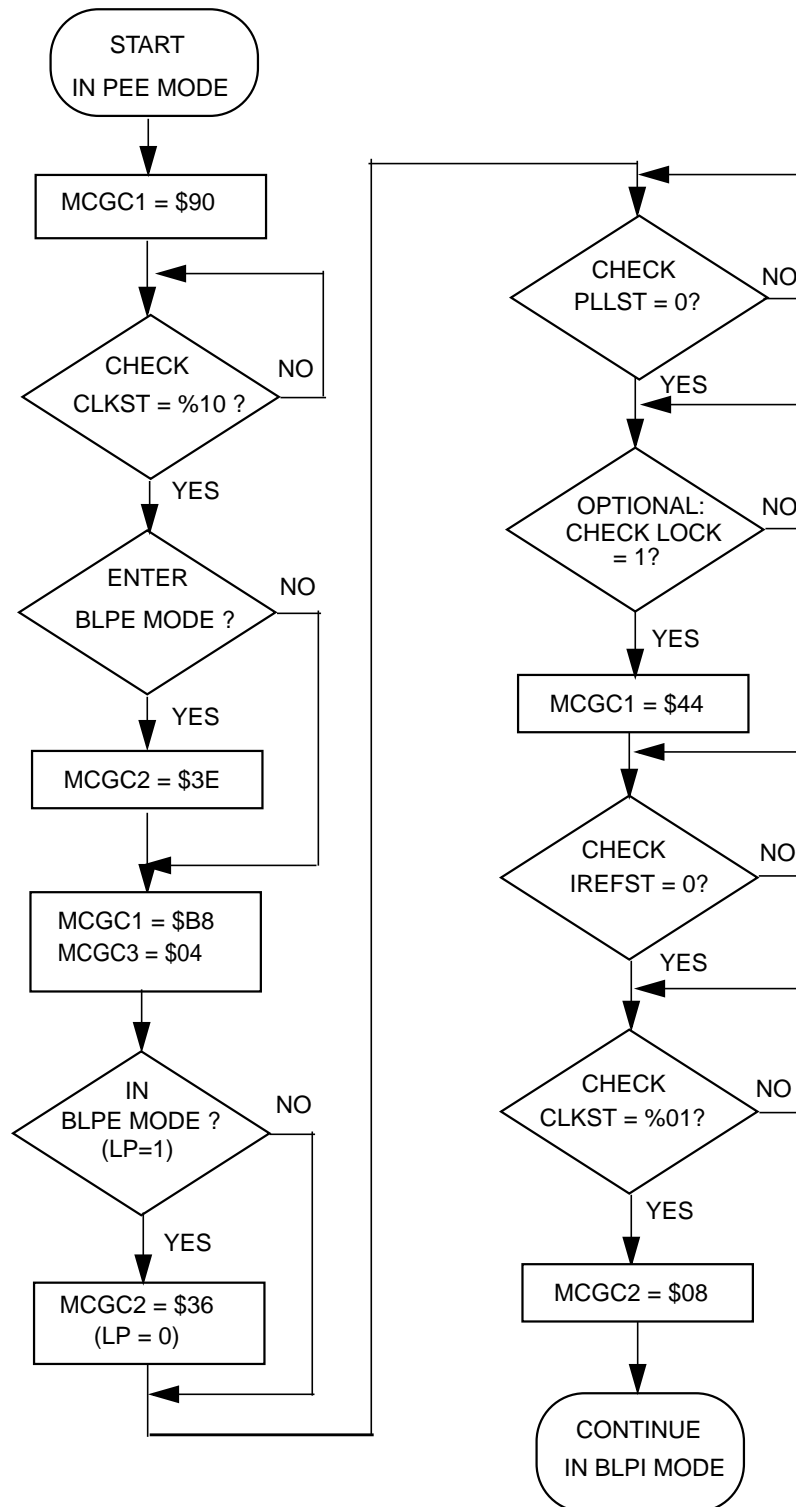 START
IN PEE MODE
MCGC1 = $90
CHECK
CLKST = %10 ?
NO
YES
ENTER
BLPE MODE ?
NO
YES
MCGC2 = $3E
MCGC1 = $B8
MCGC3 = $04
IN
BLPE MODE ?
(LP=1)
NO
YES
MCGC2 = $36
(LP = 0)
CHECK
PLLST = 0?
NO
YES
OPTIONAL:
CHECK LOCK
= 1?
NO
YES
MCGC1 = $44
CHECK
IREFST = 0?
NO
YES
CHECK
CLKST = %01?
NO
YES
MCGC2 = $08
CONTINUE
IN BLPI MODE